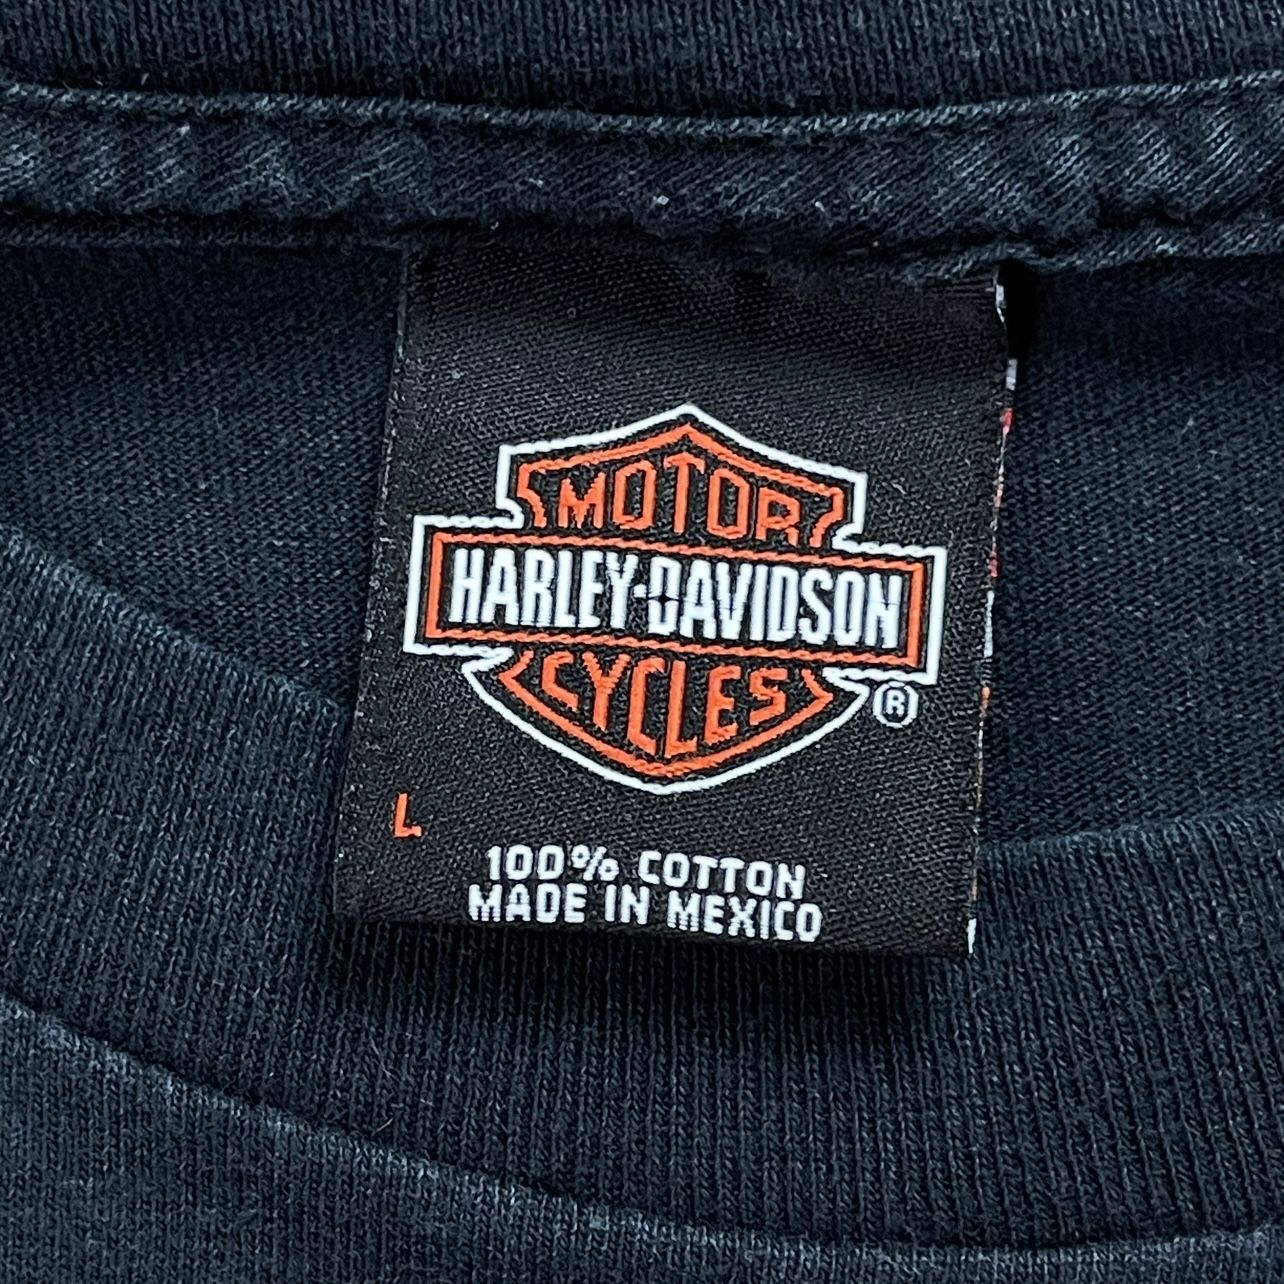 MOTOR
HARLEY-DAVIDSON
CYCLES
®
L
100% COTTON
MADE IN MEXICO